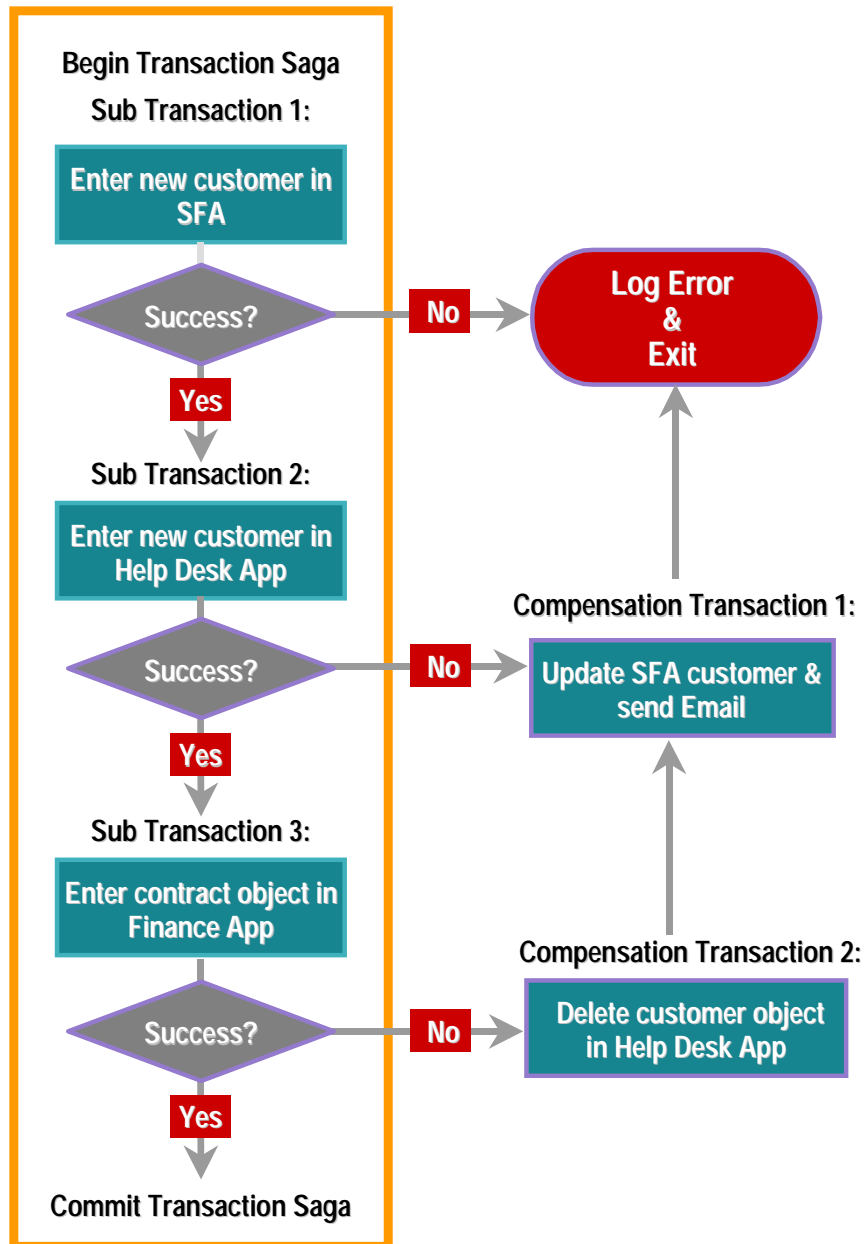 Begin Transaction Saga
Sub Transaction 1:
Enter new customer in
SFA
Success?
No
Log Error
&
Exit
Yes
Sub Transaction 2:
Enter new customer in
Help Desk App
Compensation Transaction 1:
Success?
No
Update SFA customer &
send Email
Yes
Sub Transaction 3:
Enter contract object in
Finance App
Compensation Transaction 2:
Success?
No
Delete customer object
in Help Desk App
Yes
Commit Transaction Saga